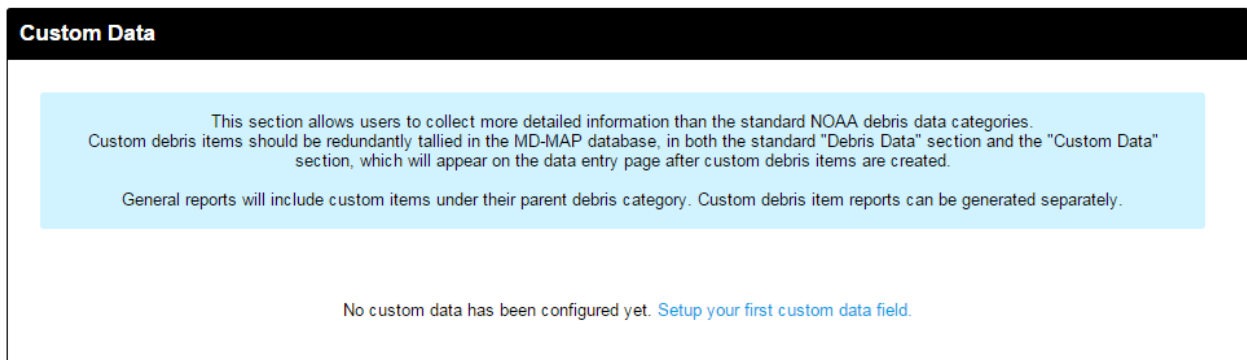 Custom Data
This section allows users to collect more detailed information than the standard NOAA debris data categories.
Custom debris items should be redundantly tallied in the MD-MAP database, in both the standard "Debris Data" section and the "Custom Data"
section, which will appear on the data entry page after custom debris items are created.
General reports will include custom items under their parent debris category. Custom debris item reports can be generated separately.
No custom data has been configured yet. Setup your first custom data field.